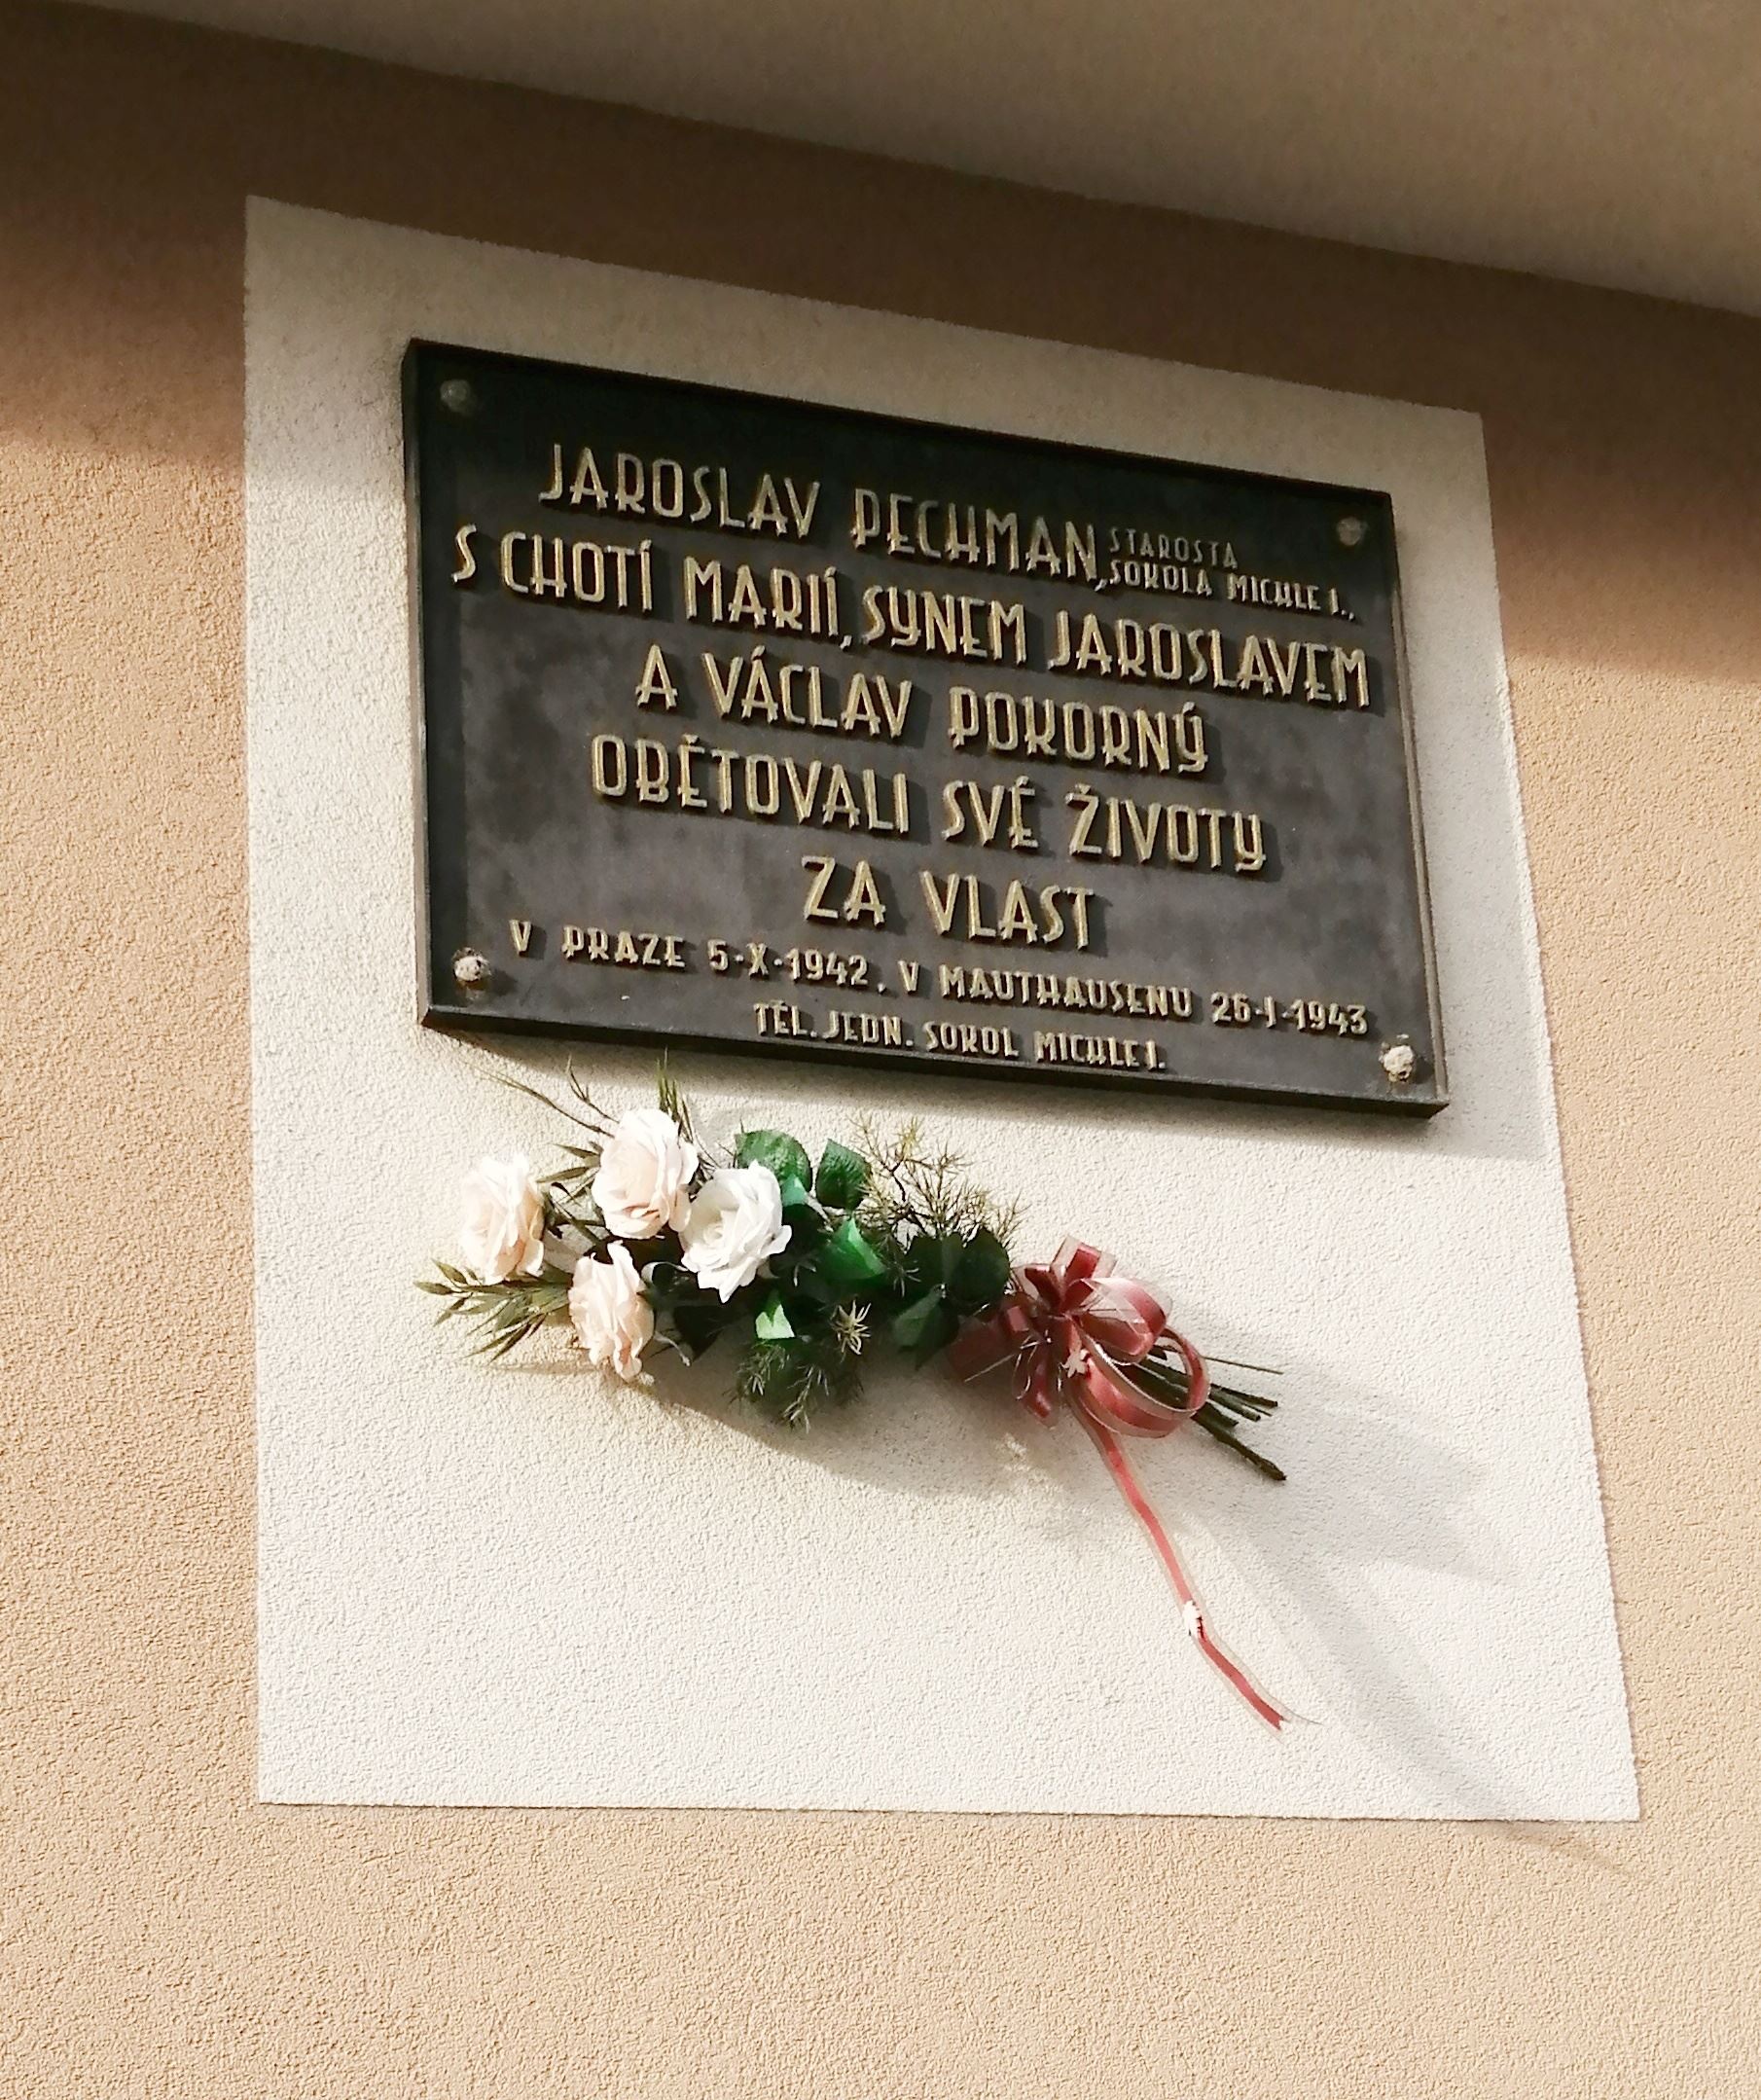 JAROSLAV PECHMAN, STAROSTA
SOKOLA MICHLE I.,
S CHOTÍ MARIÍ, SYNEM JAROSLAVEM
A VÁCLAV POKORNÝ
OBĚTOVALI SVÉ ŽIVOTY
ZA VLAST
V PRAZE 5·X·1942, V MAUTHAUSENU 26·I·1943
TĚL. JEDN. SOKOL MICHLE I.